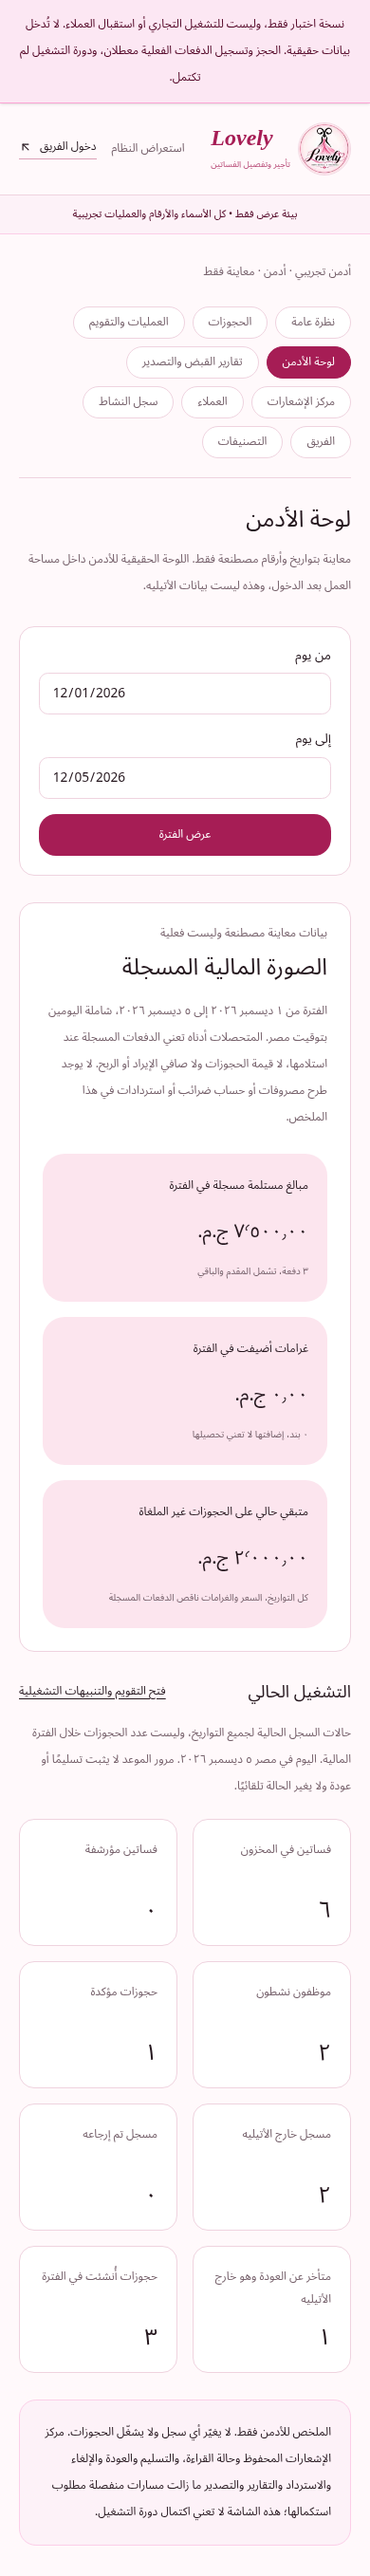 نسخة اختبار فقط، وليست للتشغيل التجاري أو استقبال العملاء. لا تُدخل
بيانات حقيقية. الحجز وتسجيل الدفعات الفعلية معطلان، ودورة التشغيل لم
تكتمل.
Lovely
Lovely
تأجير وتفصيل الفساتين
استعراض النظام
دخول الفريق
بيئة عرض فقط • كل الأسماء والأرقام والعمليات تجريبية
أدمن تجريبي · أدمن · معاينة فقط
نظرة عامة
الحجوزات
العمليات والتقويم
لوحة الأدمن
تقارير القبض والتصدير
مركز الإشعارات
العملاء
سجل النشاط
الفريق
التصنيفات
لوحة الأدمن
معاينة بتواريخ وأرقام مصطنعة فقط. اللوحة الحقيقية للأدمن داخل مساحة
العمل بعد الدخول، وهذه ليست بيانات الأتيليه.
من يوم
12/01/2026
إلى يوم
12/05/2026
عرض الفترة
بيانات معاينة مصطنعة وليست فعلية
الصورة المالية المسجلة
الفترة من ١ ديسمبر ٢٠٢٦ إلى ٥ ديسمبر ٢٠٢٦، شاملة اليومين
بتوقيت مصر. المتحصلات أدناه تعني الدفعات المسجلة عند
استلامها، لا قيمة الحجوزات ولا صافي الإيراد أو الربح. لا يوجد
طرح مصروفات أو حساب ضرائب أو استردادات في هذا
الملخص.
مبالغ مستلمة مسجلة في الفترة
٧٬٥٠٠٫٠٠ ج.م.
٣ دفعة، تشمل المقدم والباقي
غرامات أضيفت في الفترة
٠٫٠٠ ج.م.
٠ بند، إضافتها لا تعني تحصيلها
متبقي حالي على الحجوزات غير الملغاة
٢٬٠٠٠٫٠٠ ج.م.
كل التواريخ، السعر والغرامات ناقص الدفعات المسجلة
التشغيل الحالي
فتح التقويم والتنبيهات التشغيلية
حالات السجل الحالية لجميع التواريخ، وليست عدد الحجوزات خلال الفترة
المالية. اليوم في مصر ٥ ديسمبر ٢٠٢٦. مرور الموعد لا يثبت تسليمًا أو
عودة ولا يغير الحالة تلقائيًا.
فساتين في المخزون
٦
فساتين مؤرشفة
٠
موظفون نشطون
٢
حجوزات مؤكدة
١
مسجل خارج الأتيليه
٢
مسجل تم إرجاعه
٠
متأخر عن العودة وهو خارج
الأتيليه
١
حجوزات أُنشئت في الفترة
٣
الملخص للأدمن فقط. لا يغيّر أي سجل ولا يشغّل الحجوزات. مركز
الإشعارات المحفوظ وحالة القراءة، والتسليم والعودة والإلغاء
والاسترداد والتقارير والتصدير ما زالت مسارات منفصلة مطلوب
استكمالها؛ هذه الشاشة لا تعني اكتمال دورة التشغيل.